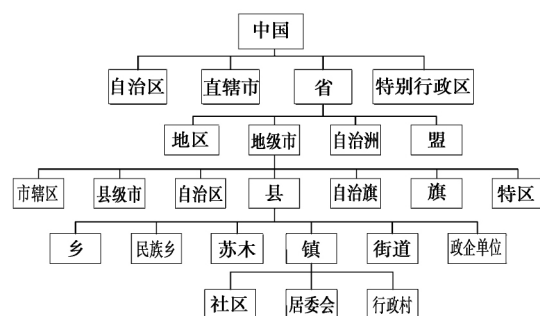 中国
自治区 直辖市 省 特别行政区
地区 地级市 自治洲 盟
市辖区 县级市 自治区 县 自治旗 旗 特区
乡 民族乡 苏木 镇 街道 政企单位
社区 居委会 行政村